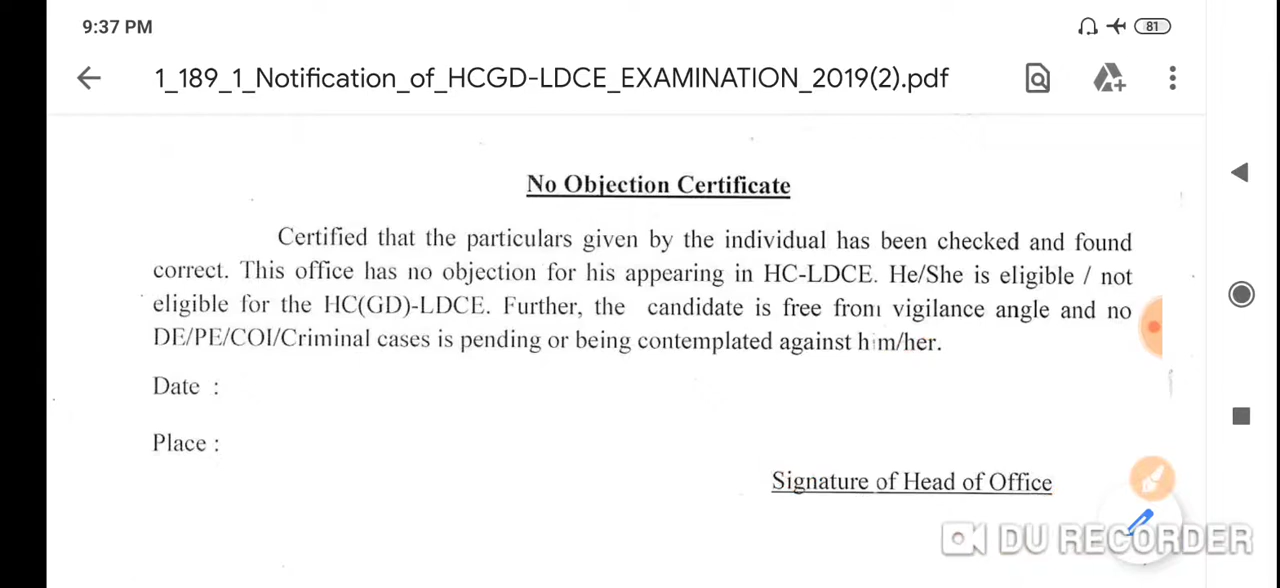 9:37 PM
81
1_189_1_Notification_of_HCGD-LDCE_EXAMINATION_2019(2).pdf
No Objection Certificate
Certified that the particulars given by the individual has been checked and found
correct. This office has no objection for his appearing in HC-LDCE. He/She is eligible / not
eligible for the HC(GD)-LDCE. Further, the candidate is free from vigilance angle and no
DE/PE/COI/Criminal cases is pending or being contemplated against him/her.
Date :
Place :
Signature of Head of Office
DU RECORDER